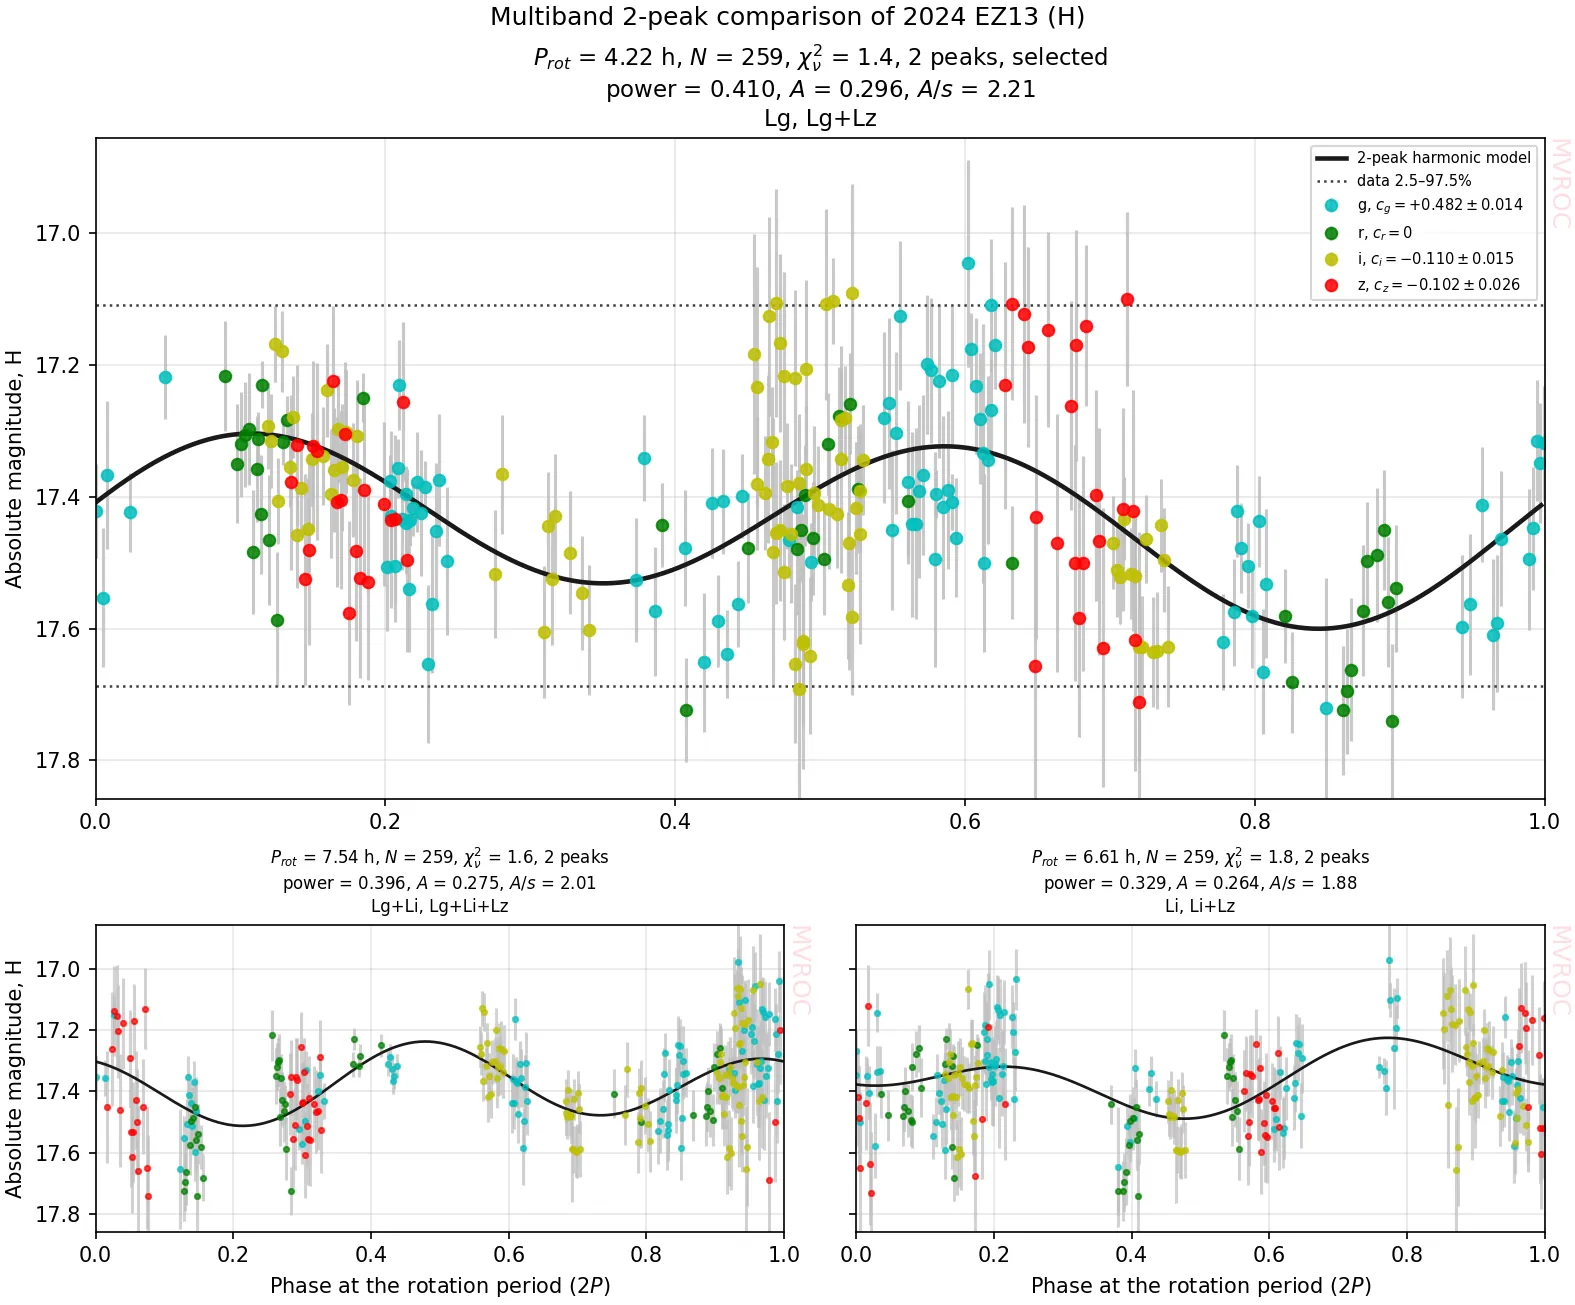 Multiband 2-peak comparison of 2024 EZ13 (H)
P_rot = 4.22 h, N = 259, χ²_ν = 1.4, 2 peaks, selected
power = 0.410, A = 0.296, A/s = 2.21
Lg, Lg+Lz
2-peak harmonic model
data 2.5–97.5%
g, c_g = +0.482 ± 0.014
r, c_r = 0
i, c_i = −0.110 ± 0.015
z, c_z = −0.102 ± 0.026
MVROC
Absolute magnitude, H
17.0
17.2
17.4
17.6
17.8
0.0 0.2 0.4 0.6 0.8 1.0
P_rot = 7.54 h, N = 259, χ²_ν = 1.6, 2 peaks
power = 0.396, A = 0.275, A/s = 2.01
Lg+Li, Lg+Li+Lz
MVROC
Absolute magnitude, H
17.0
17.2
17.4
17.6
17.8
0.0 0.2 0.4 0.6 0.8 1.0
Phase at the rotation period (2P)
P_rot = 6.61 h, N = 259, χ²_ν = 1.8, 2 peaks
power = 0.329, A = 0.264, A/s = 1.88
Li, Li+Lz
MVROC
0.0 0.2 0.4 0.6 0.8 1.0
Phase at the rotation period (2P)